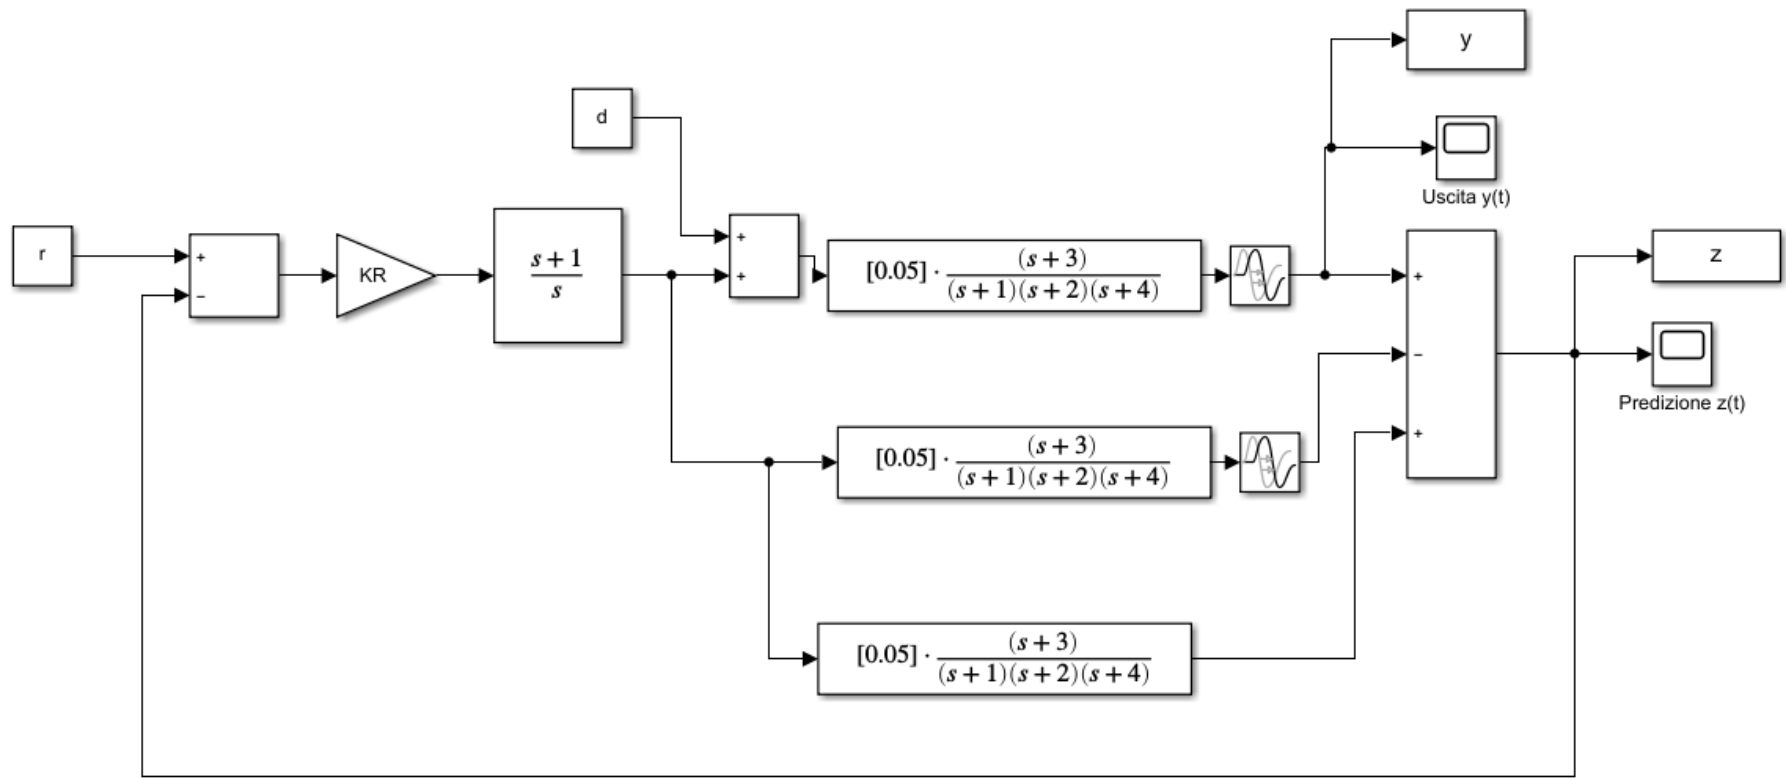 y
d
Uscita y(t)
r
+
−
KR
s + 1
s
+
+
[0.05] · (s + 3)
(s + 1)(s + 2)(s + 4)
+
−
+
z
Predizione z(t)
[0.05] · (s + 3)
(s + 1)(s + 2)(s + 4)
[0.05] · (s + 3)
(s + 1)(s + 2)(s + 4)